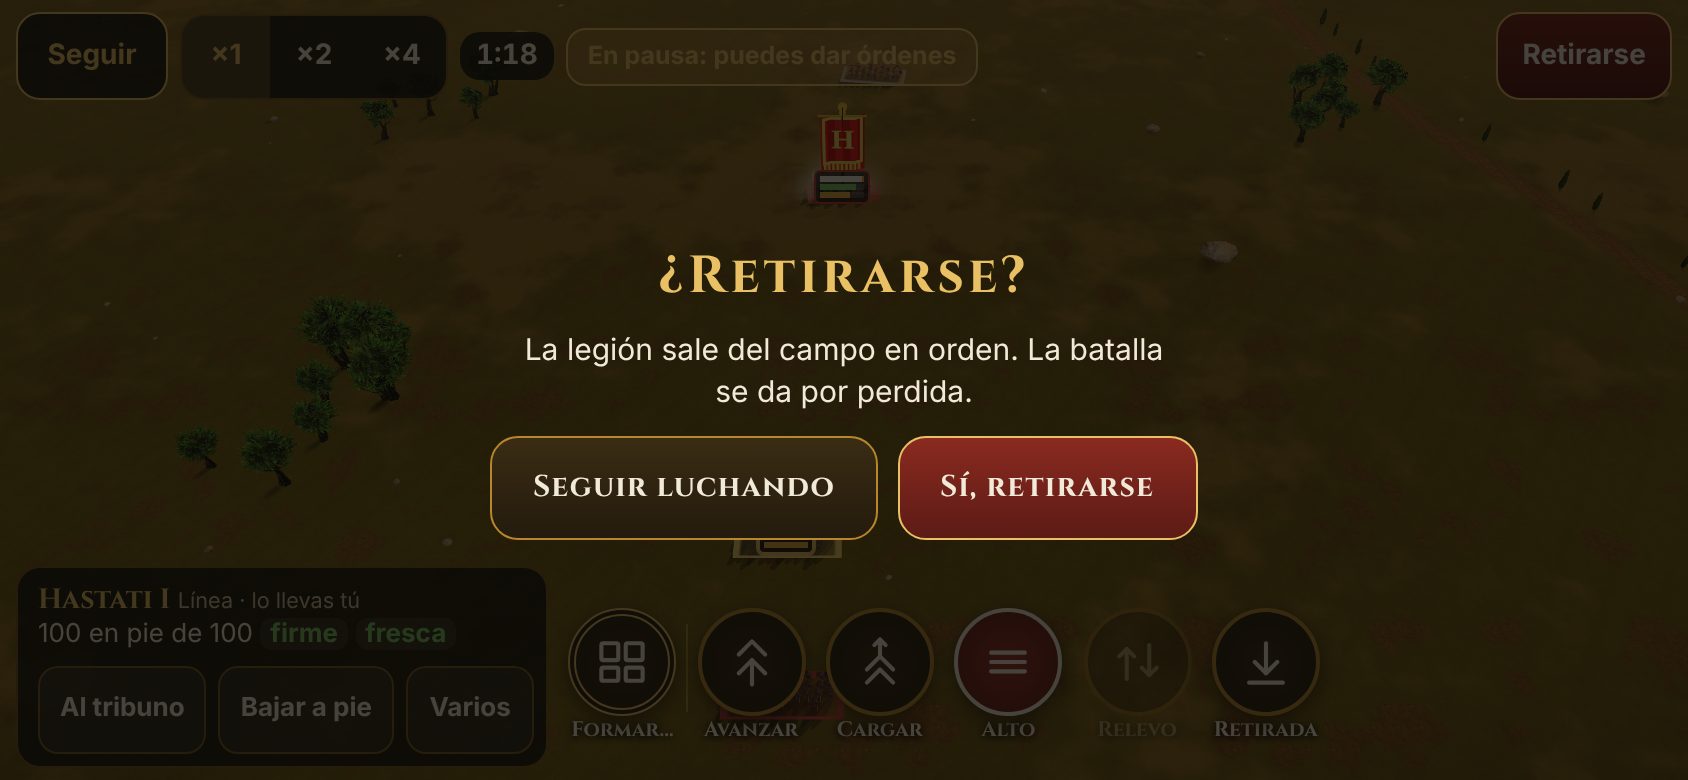 Seguir
×1 ×2 ×4
1:18
En pausa: puedes dar órdenes
Retirarse
H
¿Retirarse?
La legión sale del campo en orden. La batalla
se da por perdida.
Seguir luchando
Sí, retirarse
Hastati I Línea · lo llevas tú
100 en pie de 100 firme fresca
Al tribuno
Bajar a pie
Varios
Formar...
Avanzar
Cargar
Alto
Relevo
Retirada